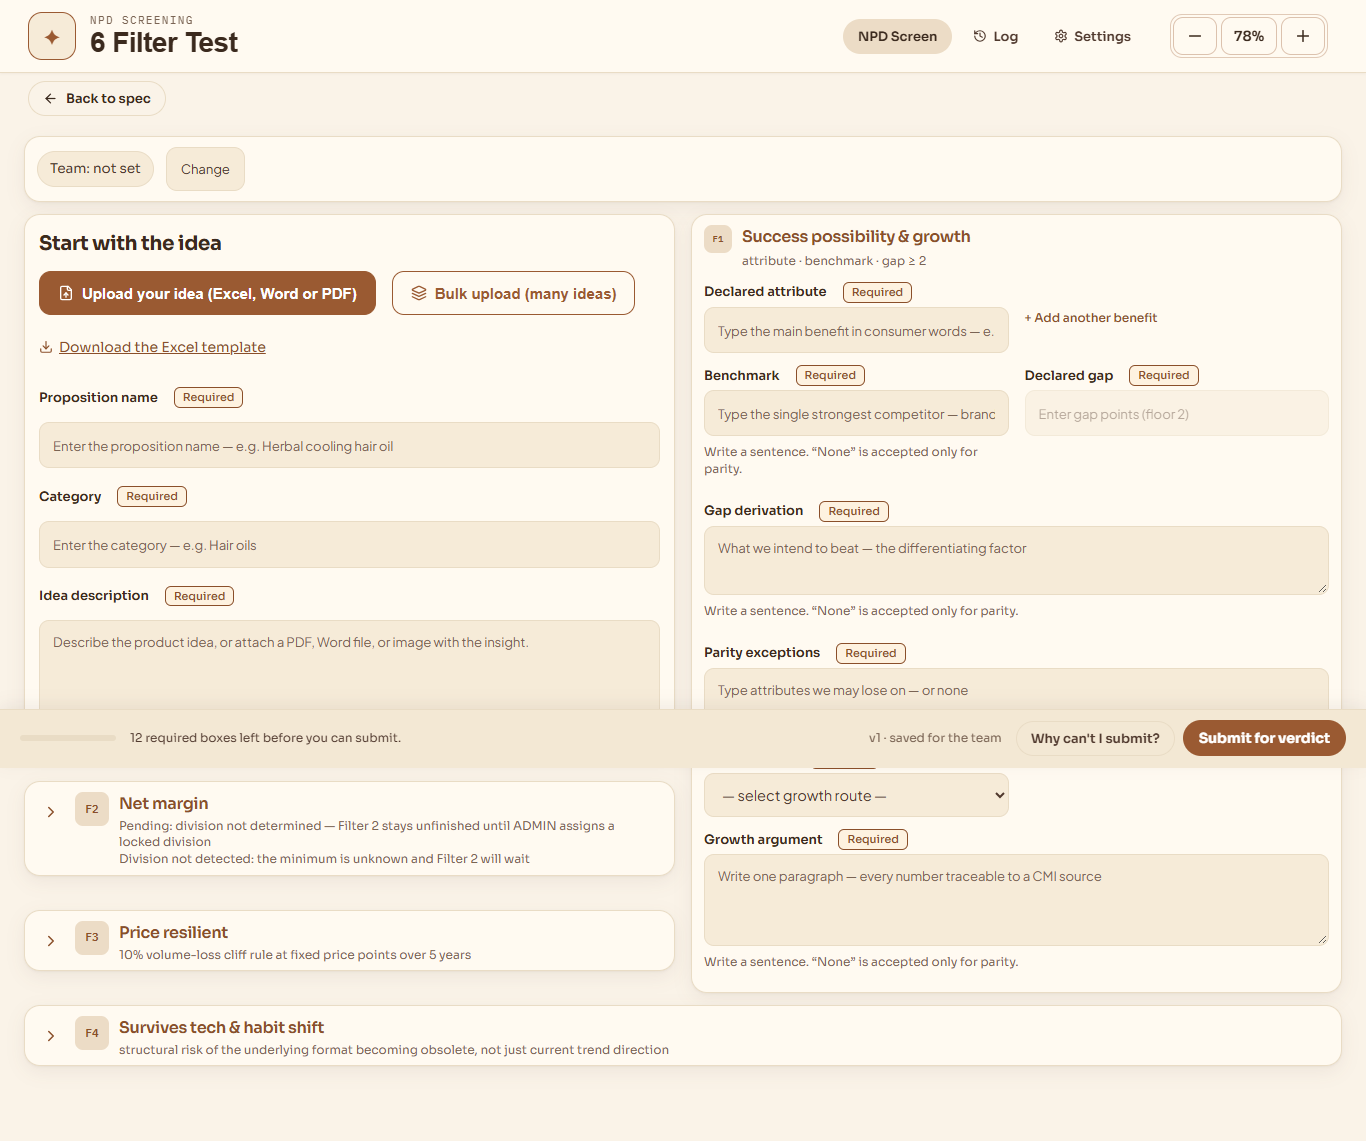 NPD SCREENING
6 Filter Test
NPD Screen
Log
Settings
78%
Back to spec
Team: not set
Change
Start with the idea
Upload your idea (Excel, Word or PDF)
Bulk upload (many ideas)
Download the Excel template
Proposition name Required
Enter the proposition name — e.g. Herbal cooling hair oil
Category Required
Enter the category — e.g. Hair oils
Idea description Required
Describe the product idea, or attach a PDF, Word file, or image with the insight.
F1
Success possibility & growth
attribute · benchmark · gap ≥ 2
Declared attribute Required
Type the main benefit in consumer words — e.
+ Add another benefit
Benchmark Required
Type the single strongest competitor — branc
Write a sentence. “None” is accepted only for
parity.
Declared gap Required
Enter gap points (floor 2)
Gap derivation Required
What we intend to beat — the differentiating factor
Write a sentence. “None” is accepted only for parity.
Parity exceptions Required
Type attributes we may lose on — or none
12 required boxes left before you can submit.
v1 · saved for the team
Why can't I submit?
Submit for verdict
— select growth route —
Growth argument Required
Write one paragraph — every number traceable to a CMI source
Write a sentence. “None” is accepted only for parity.
F2
Net margin
Pending: division not determined — Filter 2 stays unfinished until ADMIN assigns a
locked division
Division not detected: the minimum is unknown and Filter 2 will wait
F3
Price resilient
10% volume-loss cliff rule at fixed price points over 5 years
F4
Survives tech & habit shift
structural risk of the underlying format becoming obsolete, not just current trend direction